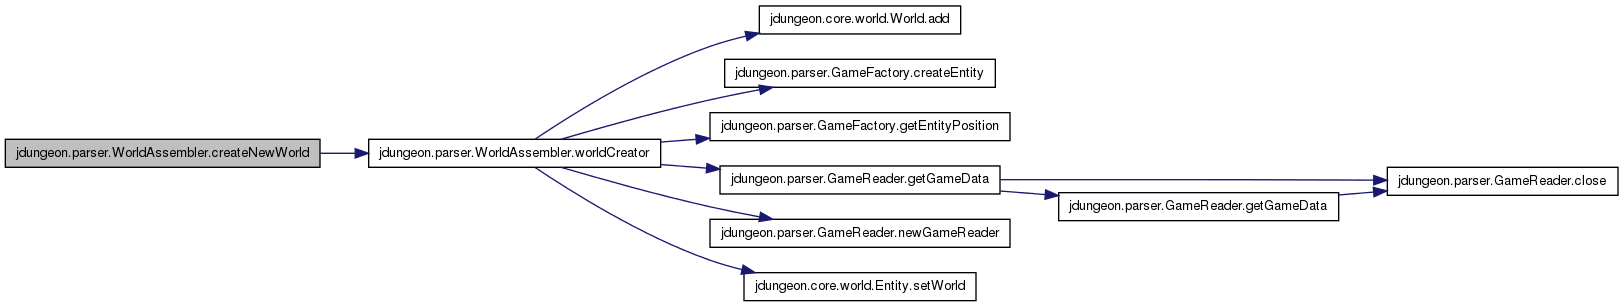 jdungeon.parser.WorldAssembler.createNewWorld
jdungeon.parser.WorldAssembler.worldCreator
jdungeon.core.world.World.add
jdungeon.parser.GameFactory.createEntity
jdungeon.parser.GameFactory.getEntityPosition
jdungeon.parser.GameReader.getGameData
jdungeon.parser.GameReader.newGameReader
jdungeon.core.world.Entity.setWorld
jdungeon.parser.GameReader.getGameData
jdungeon.parser.GameReader.close